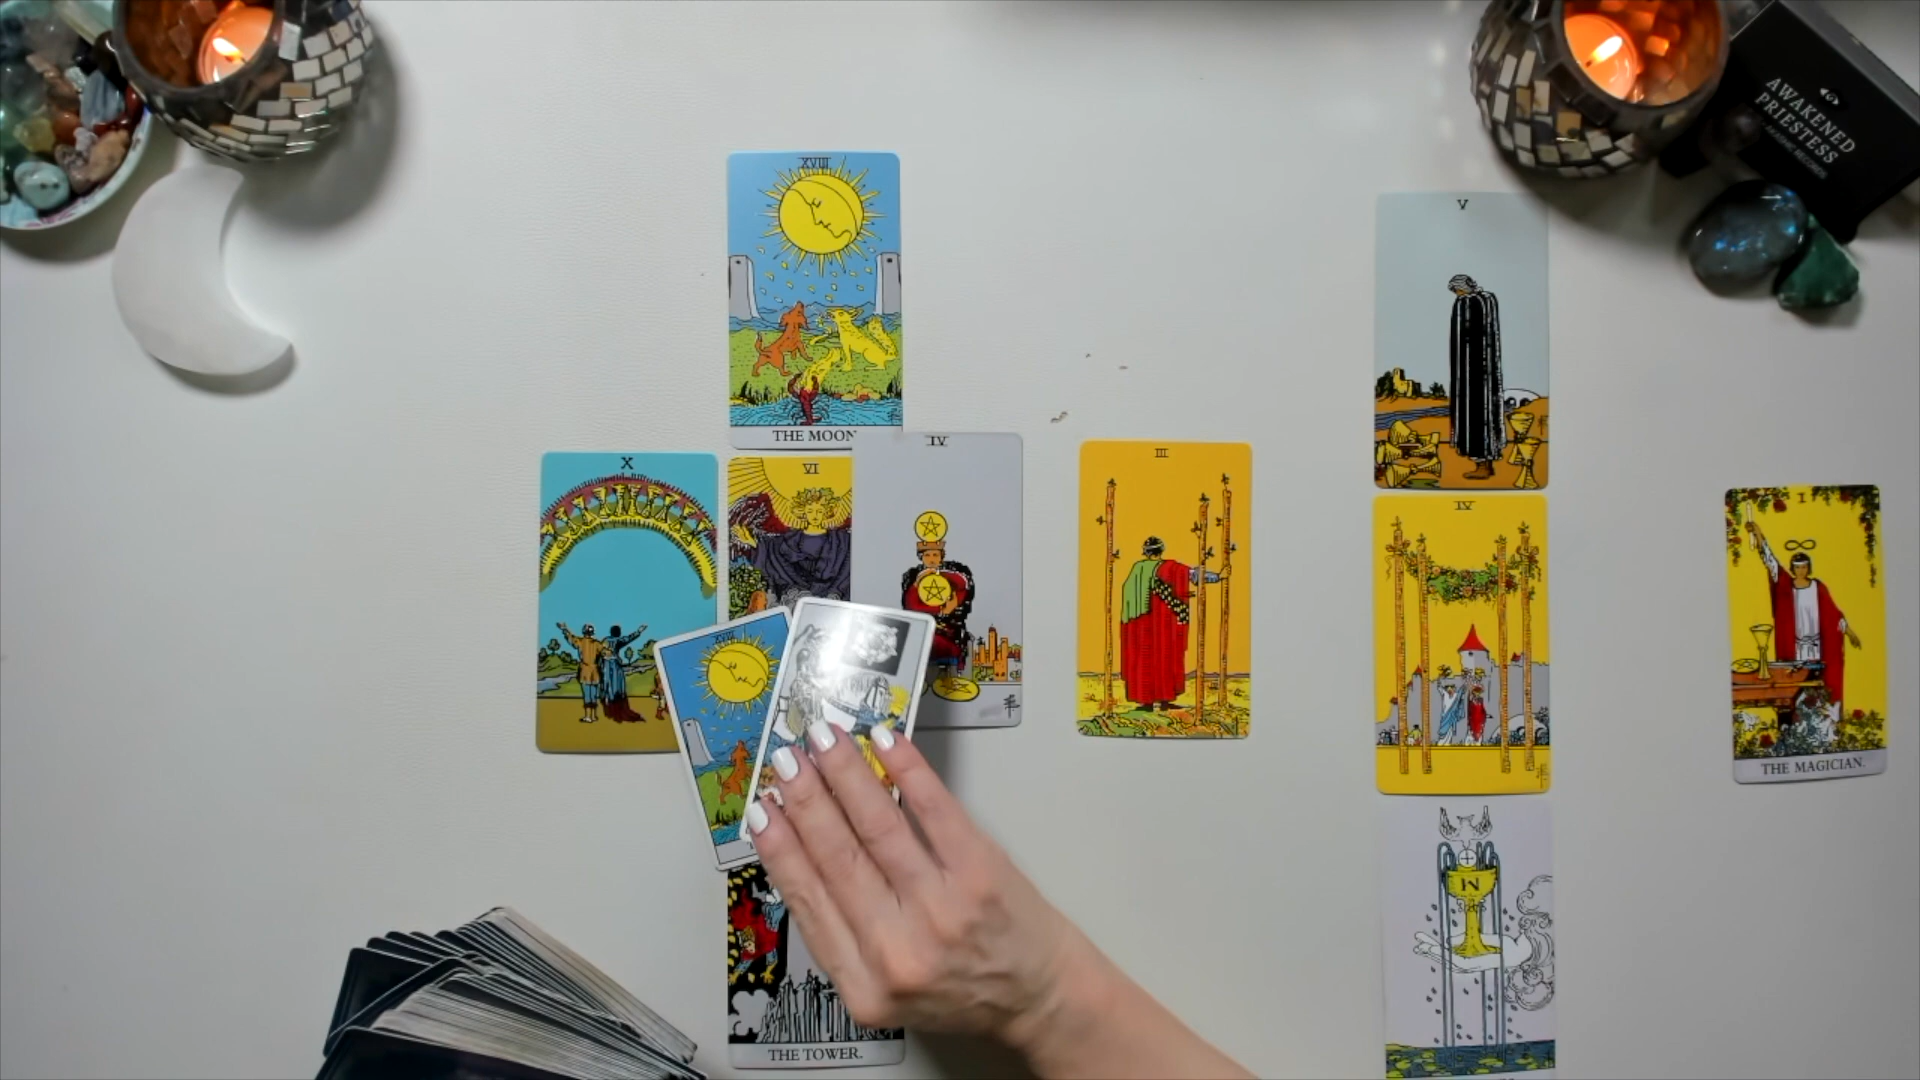 AWAKENED
PRIESTESS
XVIII
THE MOON
V
X
VI
IV
III
IV
I
THE MAGICIAN.
THE TOWER.